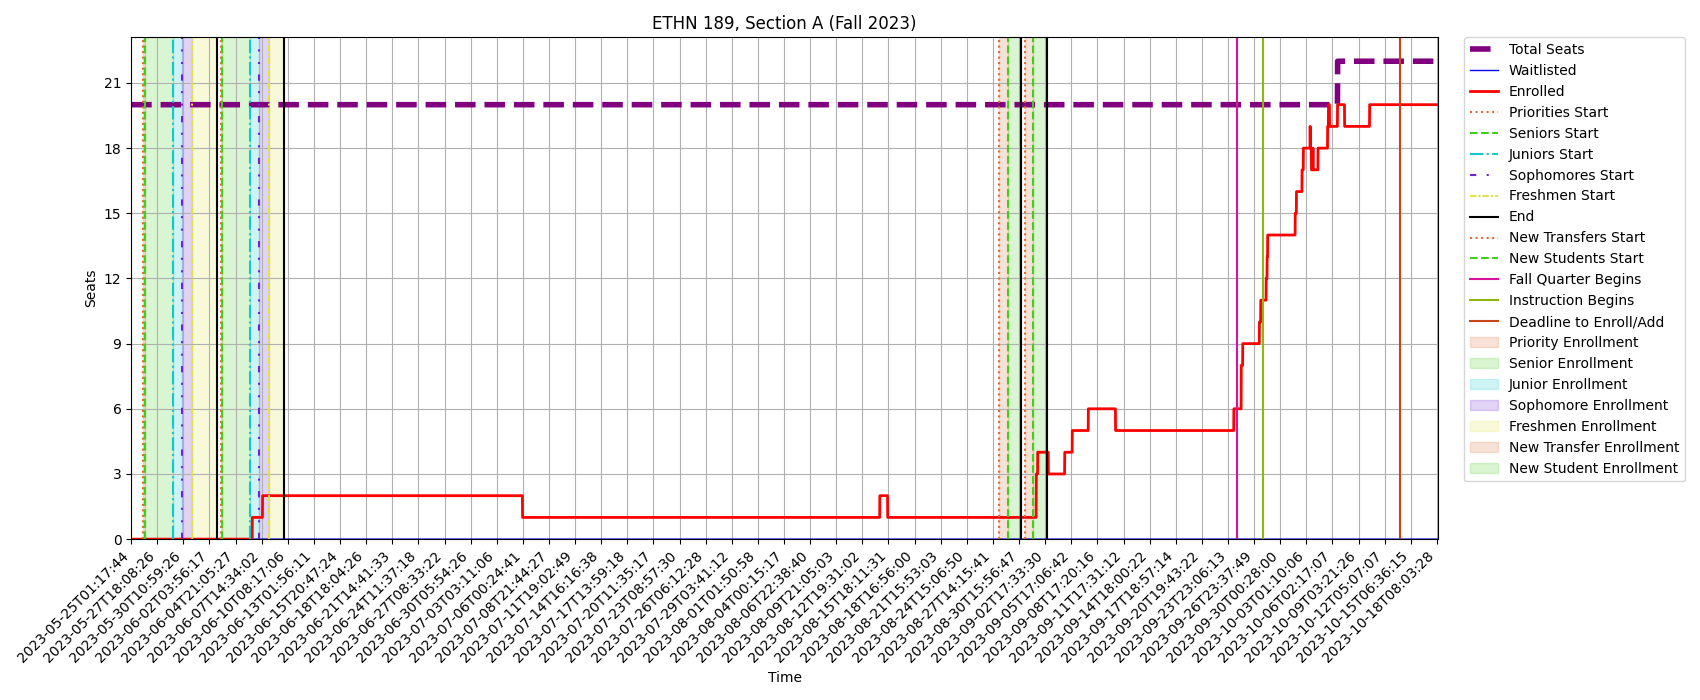 ETHN 189, Section A (Fall 2023)
Seats
21
18
15
12
9
6
3
0
2023-05-25T01:17:44
2023-05-27T18:08:26
2023-05-30T10:59:26
2023-06-02T03:56:17
2023-06-04T21:05:27
2023-06-07T14:34:02
2023-06-10T08:17:06
2023-06-13T01:56:11
2023-06-15T20:47:24
2023-06-18T18:04:26
2023-06-21T14:41:33
2023-06-24T11:37:18
2023-06-27T08:33:22
2023-06-30T05:54:26
2023-07-03T03:11:06
2023-07-06T00:24:41
2023-07-08T21:44:27
2023-07-11T19:02:49
2023-07-14T16:16:38
2023-07-17T13:59:18
2023-07-20T11:35:17
2023-07-23T08:57:30
2023-07-26T06:12:28
2023-07-29T03:41:12
2023-08-01T01:50:58
2023-08-04T00:15:17
2023-08-06T22:38:40
2023-08-09T21:05:03
2023-08-12T19:31:02
2023-08-15T18:11:31
2023-08-18T16:56:00
2023-08-21T15:53:03
2023-08-24T15:06:50
2023-08-27T14:15:41
2023-08-30T15:56:47
2023-09-02T17:33:30
2023-09-05T17:06:42
2023-09-08T17:20:16
2023-09-11T17:31:12
2023-09-14T18:00:22
2023-09-17T18:57:14
2023-09-20T19:43:22
2023-09-23T23:06:13
2023-09-26T23:37:49
2023-09-30T00:28:00
2023-10-03T01:10:06
2023-10-06T02:17:07
2023-10-09T03:21:26
2023-10-12T05:07:07
2023-10-15T06:36:15
2023-10-18T08:03:28
Time
Total Seats
Waitlisted
Enrolled
Priorities Start
Seniors Start
Juniors Start
Sophomores Start
Freshmen Start
End
New Transfers Start
New Students Start
Fall Quarter Begins
Instruction Begins
Deadline to Enroll/Add
Priority Enrollment
Senior Enrollment
Junior Enrollment
Sophomore Enrollment
Freshmen Enrollment
New Transfer Enrollment
New Student Enrollment